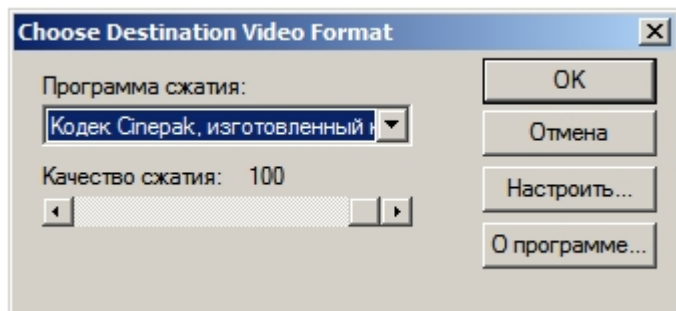 Choose Destination Video Format
Программа сжатия:
Кодек Cinepak, изготовленный
Качество сжатия: 100
OK
Отмена
Настроить...
О программе...